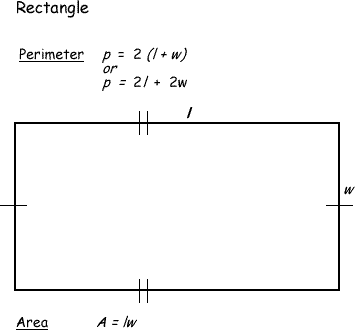 Rectangle
Perimeter p = 2 (l + w)
or
p = 2l + 2w
l
w
Area A = lw